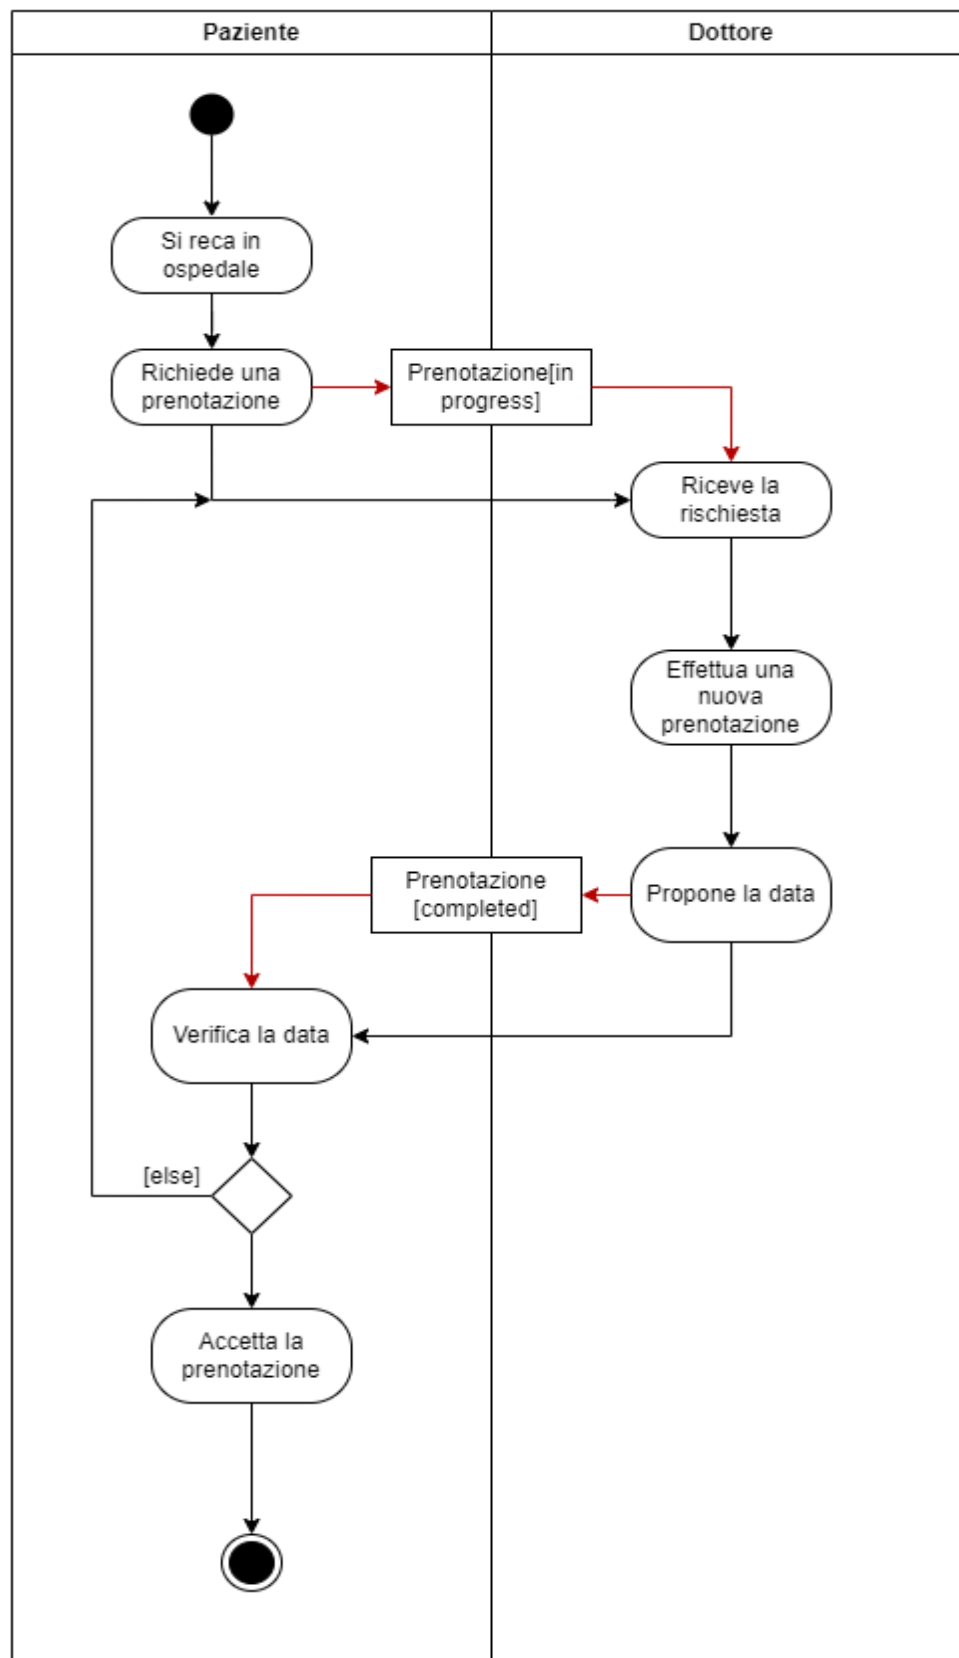 Paziente
Dottore
Si reca in
ospedale
Richiede una
prenotazione
Prenotazione[in
progress]
Riceve la
rischiesta
Effettua una
nuova
prenotazione
Prenotazione
[completed]
Propone la data
Verifica la data
[else]
Accetta la
prenotazione